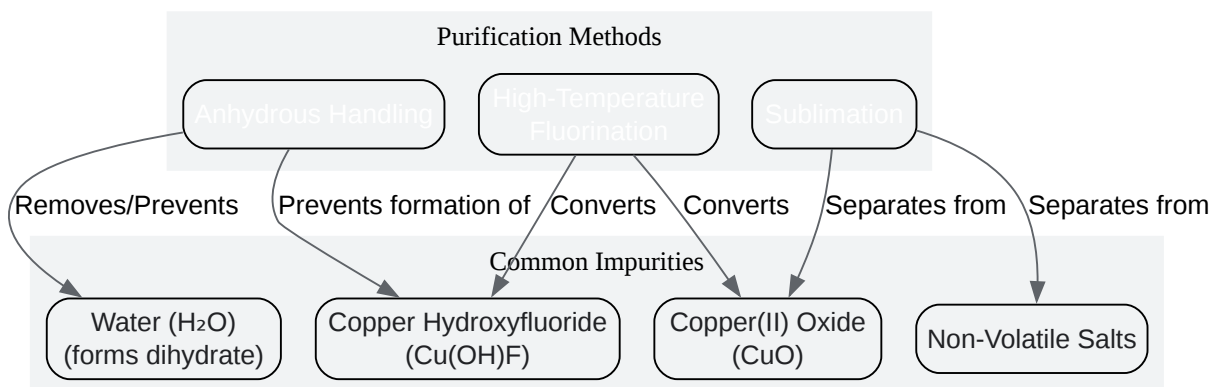 Purification Methods
Anhydrous Handling
High-Temperature
Fluorination
Sublimation
Removes/Prevents
Prevents formation of
Converts
Converts
Separates from
Separates from
Common Impurities
Water (H₂O)
(forms dihydrate)
Copper Hydroxyfluoride
(Cu(OH)F)
Copper(II) Oxide
(CuO)
Non-Volatile Salts